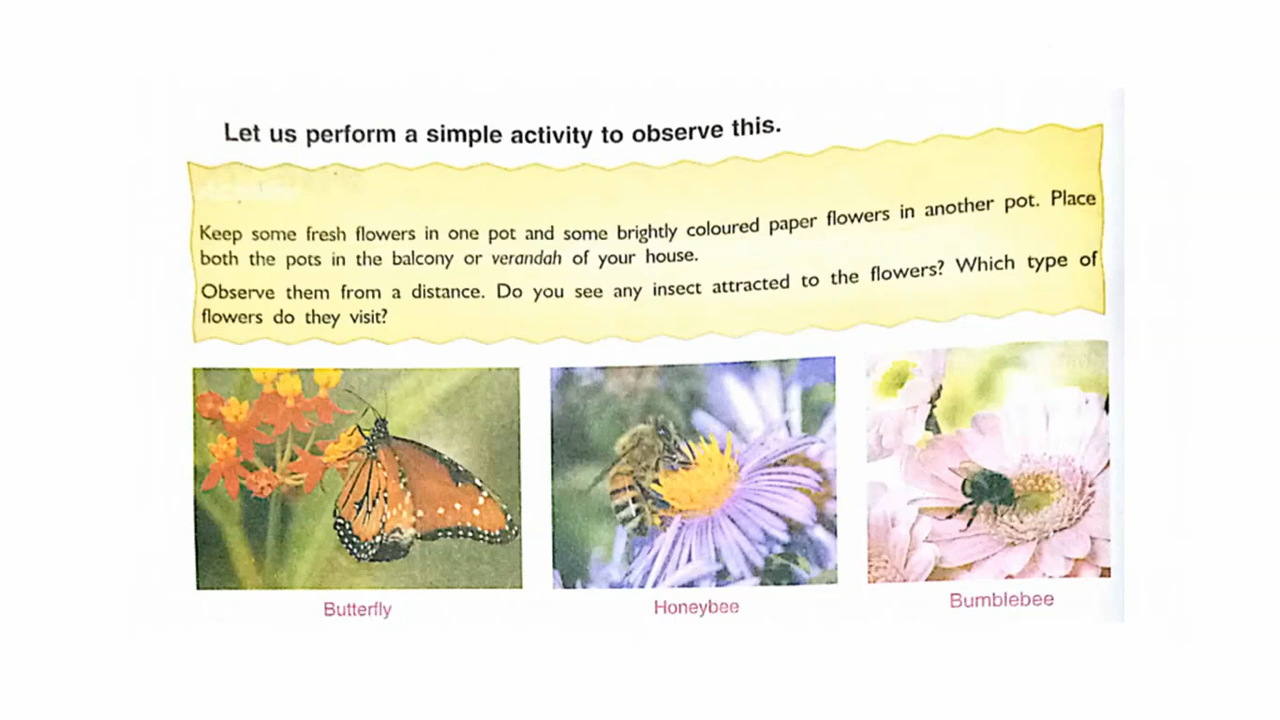 Let us perform a simple activity to observe this.
Keep some fresh flowers in one pot and some brightly coloured paper flowers in another pot. Place
both the pots in the balcony or verandah of your house.
Observe them from a distance. Do you see any insect attracted to the flowers? Which type of
flowers do they visit?
Butterfly
Honeybee
Bumblebee